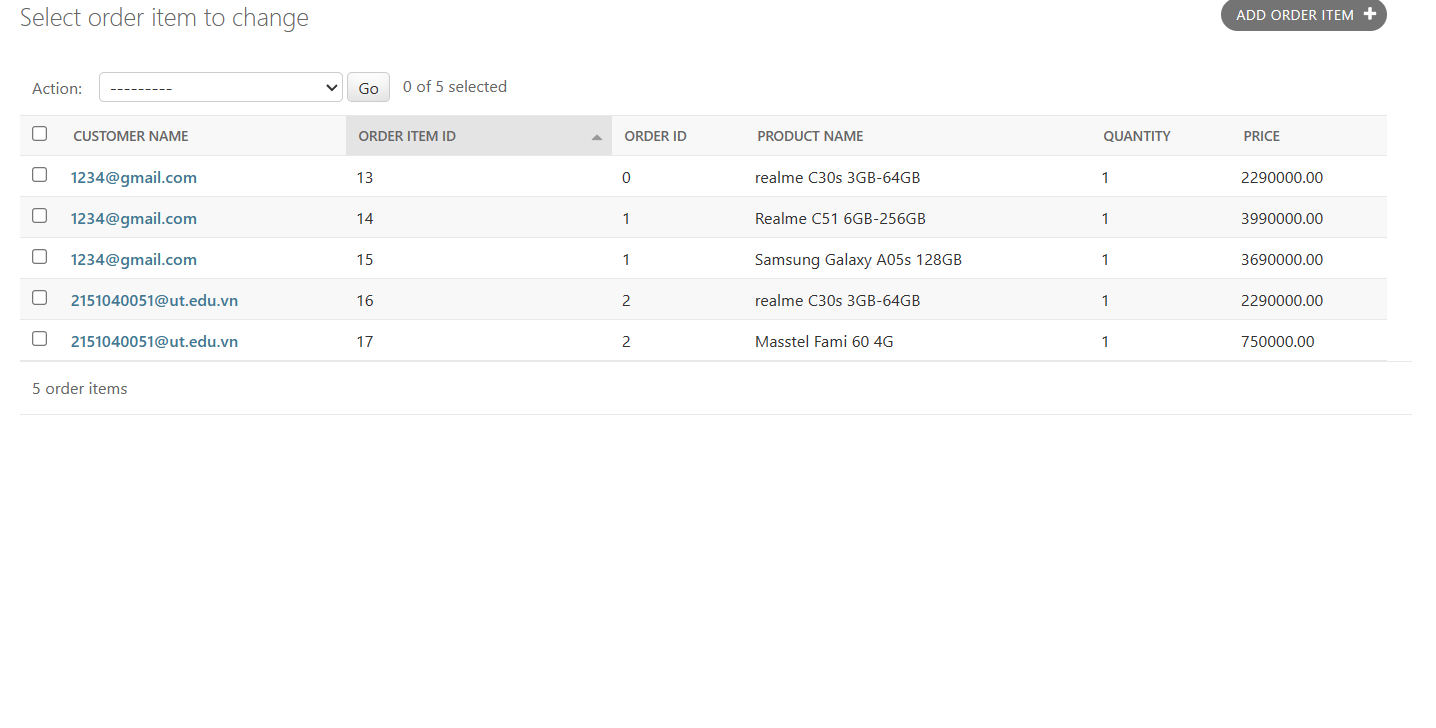 Select order item to change
ADD ORDER ITEM +
Action: --------- Go 0 of 5 selected
CUSTOMER NAME ORDER ITEM ID ORDER ID PRODUCT NAME QUANTITY PRICE
1234@gmail.com 13 0 realme C30s 3GB-64GB 1 2290000.00
1234@gmail.com 14 1 Realme C51 6GB-256GB 1 3990000.00
1234@gmail.com 15 1 Samsung Galaxy A05s 128GB 1 3690000.00
2151040051@ut.edu.vn 16 2 realme C30s 3GB-64GB 1 2290000.00
2151040051@ut.edu.vn 17 2 Masstel Fami 60 4G 1 750000.00
5 order items